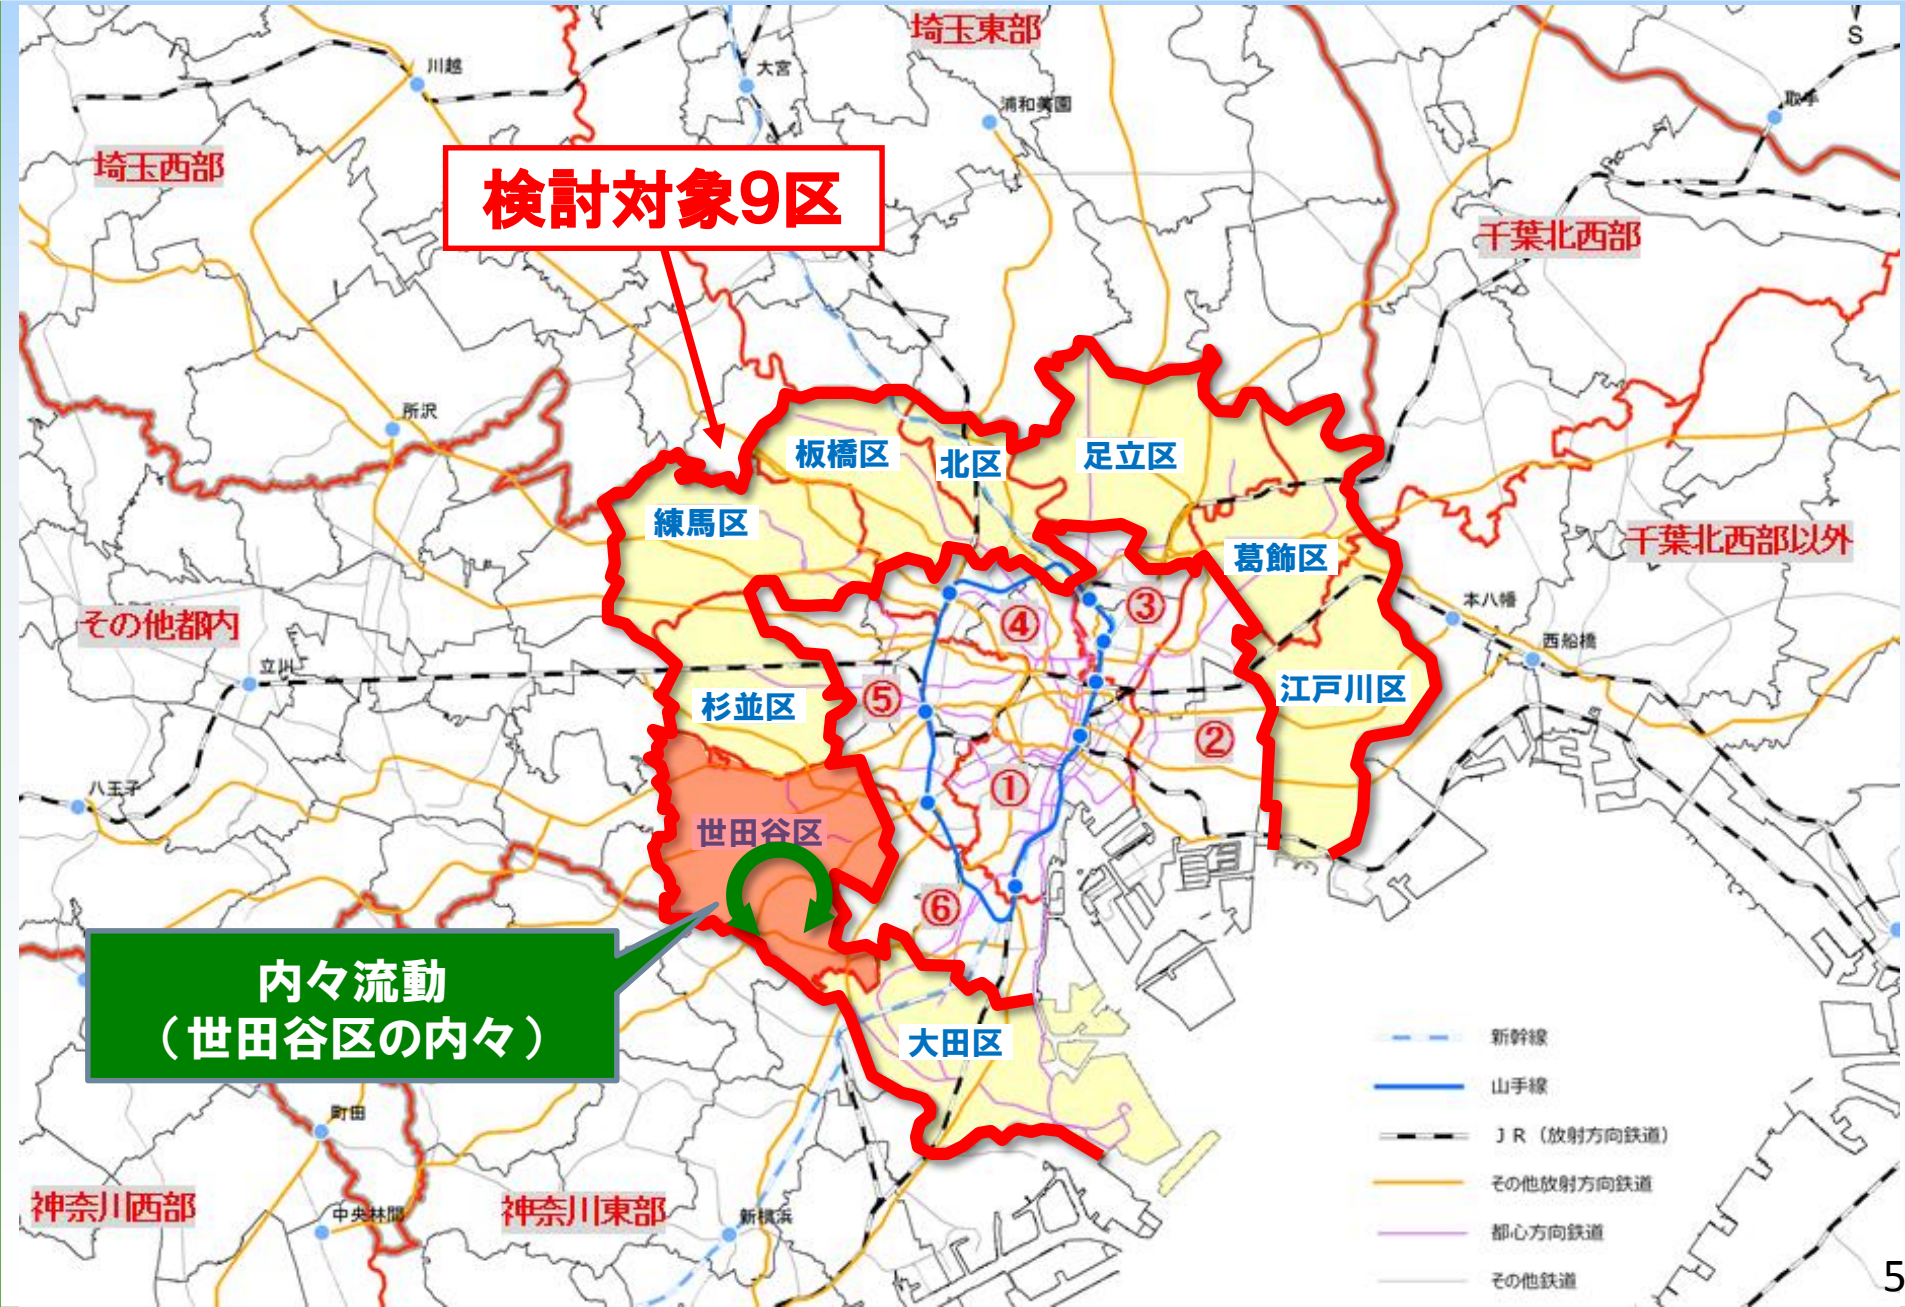 埼玉東部
S
川越
大宮
浦和美園
取手
埼玉西部
検討対象9区
千葉北西部
所沢
板橋区
北区
足立区
練馬区
葛飾区
千葉北西部以外
その他都内
④
③
本八幡
西船橋
立川
⑤
杉並区
江戸川区
②
八王子
①
世田谷区
⑥
内々流動
（世田谷区の内々）
大田区
新幹線
山手線
町田
ＪＲ（放射方向鉄道）
その他放射方向鉄道
神奈川西部
中央林間
神奈川東部
新横浜
都心方向鉄道
その他鉄道
5